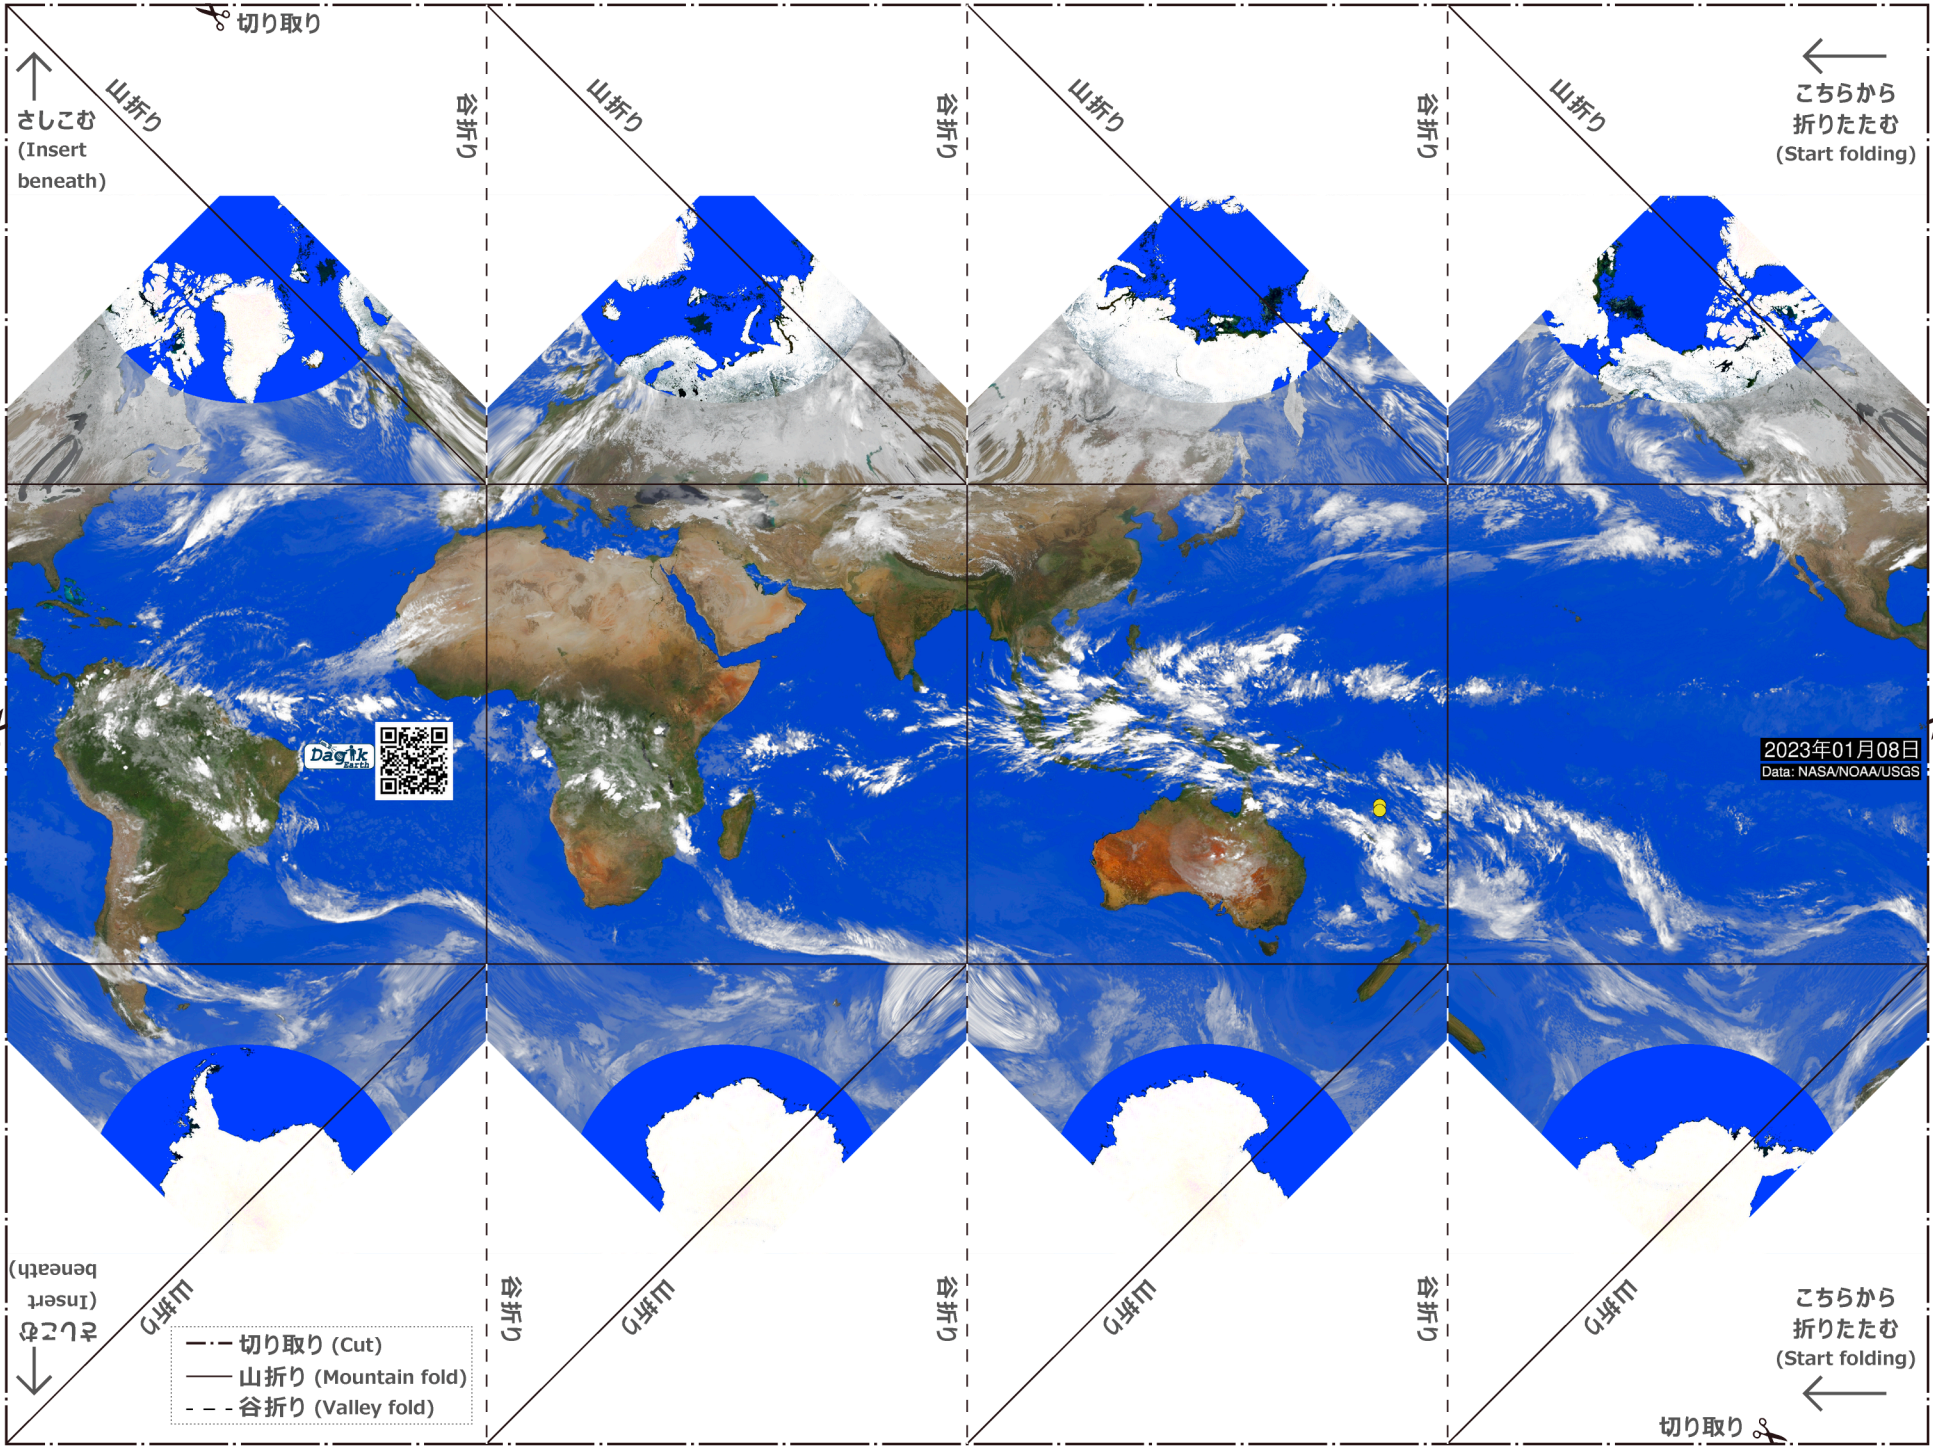 切り取り
山折り
谷折り
山折り
谷折り
山折り
谷折り
山折り
さしこむ
(Insert
beneath)
こちらから
折りたたむ
(Start folding)
Dagik
Earth
2023年01月08日
Data: NASA/NOAA/USGS
さしこむ
(Insert
beneath)
山折り
谷折り
山折り
谷折り
山折り
谷折り
山折り
切り取り (Cut)
山折り (Mountain fold)
谷折り (Valley fold)
こちらから
折りたたむ
(Start folding)
切り取り